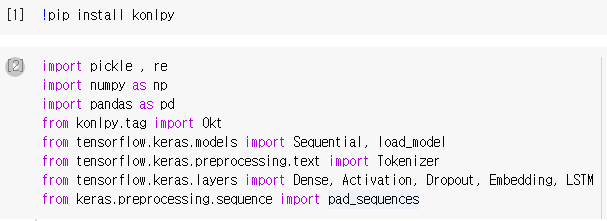 [1] !pip install konlpy
[2] import pickle , re
import numpy as np
import pandas as pd
from konlpy.tag import Okt
from tensorflow.keras.models import Sequential, load_model
from tensorflow.keras.preprocessing.text import Tokenizer
from tensorflow.keras.layers import Dense, Activation, Dropout, Embedding, LSTM
from keras.preprocessing.sequence import pad_sequences